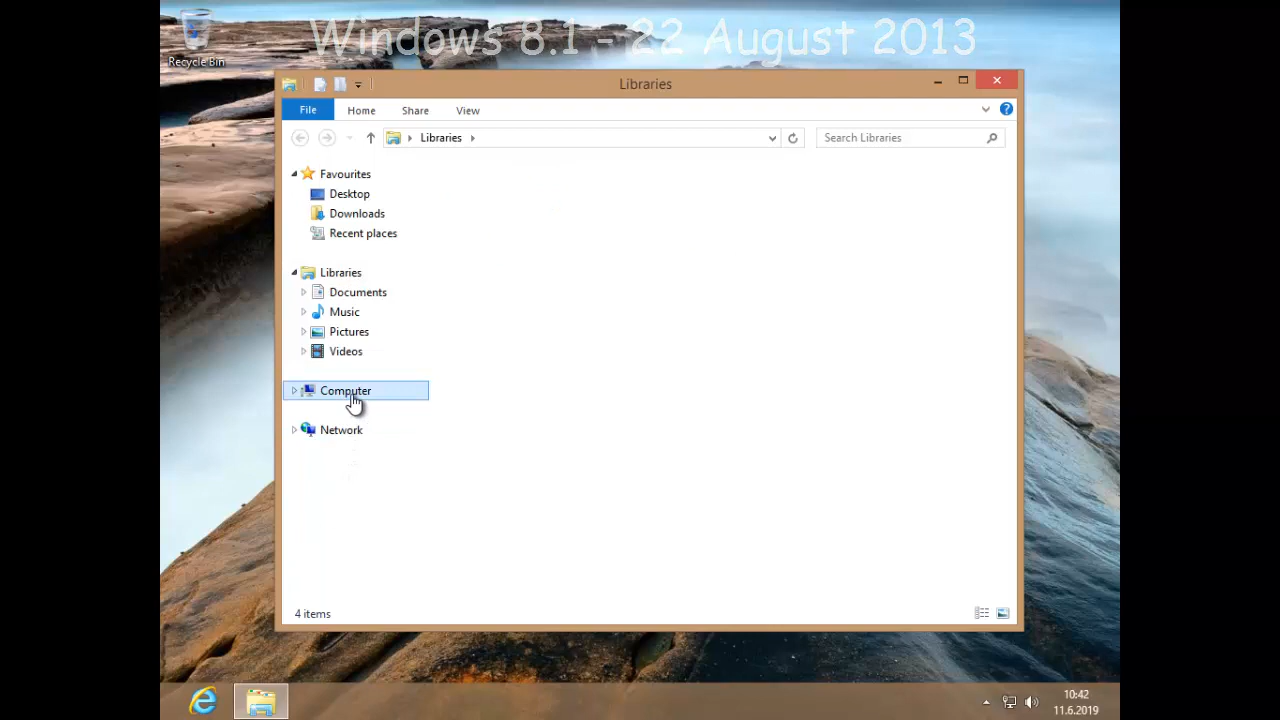 Windows 8.1 - 22 August 2013
Recycle Bin
Libraries
File Home Share View
Libraries
Search Libraries
Favourites
Desktop
Downloads
Recent places
Libraries
Documents
Music
Pictures
Videos
Computer
Network
4 items
10:42
11.6.2019